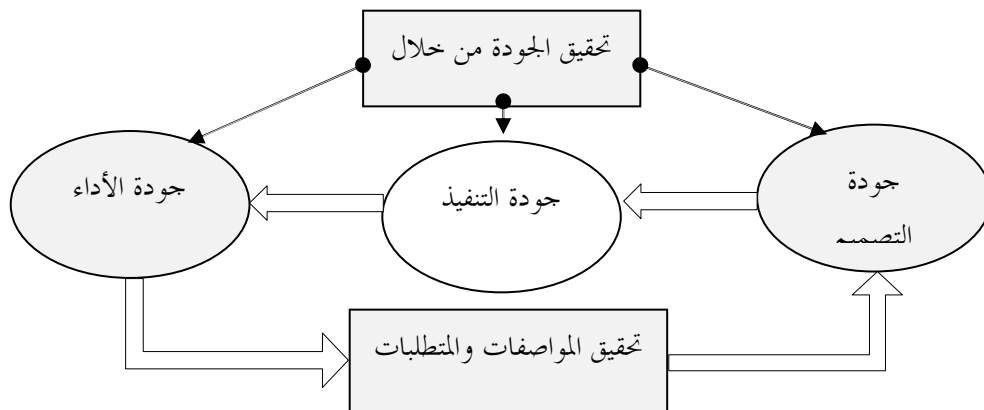 تحقيق الجودة من خلال
جودة
التصميم
جودة التنفيذ
جودة الأداء
تحقيق المواصفات والمتطلبات